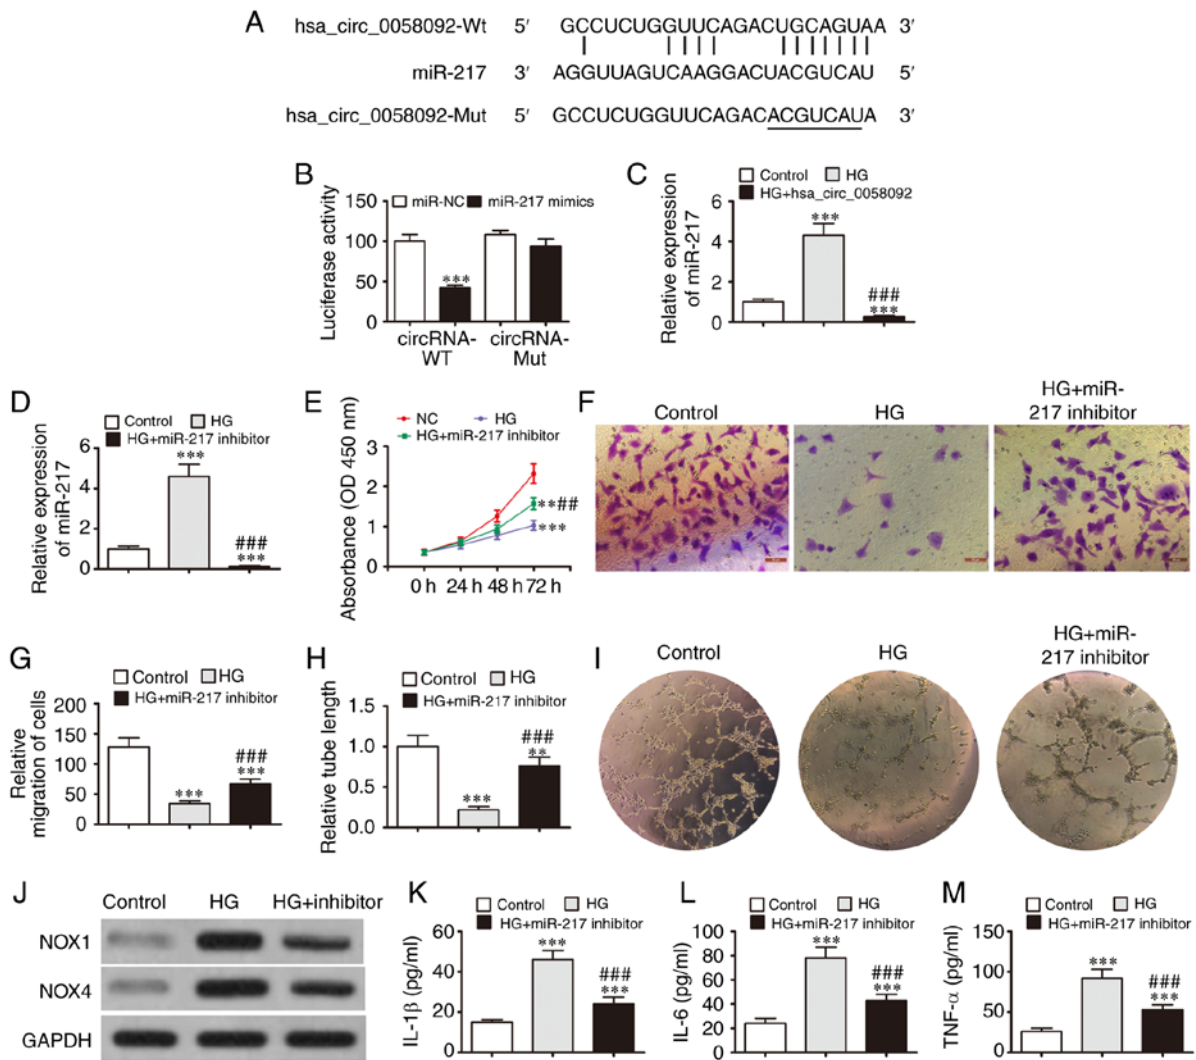 A
hsa_circ_0058092-Wt 5′ GCCUCUGGUUCAGACUGCAGUAA 3′
miR-217 3′ AGGUUAGUCAAGGACUACGUCAU 5′
hsa_circ_0058092-Mut 5′ GCCUCUGGUUCAGACACGUCAUA 3′
B
miR-NC miR-217 mimics
Luciferase activity
150
100
50
0
***
circRNA-WT circRNA-Mut
C
Control HG
HG+hsa_circ_0058092
Relative expression of miR-217
6
4
2
0
***
###
***
D
Control HG
HG+miR-217 inhibitor
Relative expression of miR-217
6
4
2
0
***
###
***
E
NC HG
HG+miR-217 inhibitor
Absorbance (OD 450 nm)
3
2
1
0
**##
***
0 h 24 h 48 h 72 h
F
Control HG HG+miR-217 inhibitor
G
Control HG
HG+miR-217 inhibitor
Relative migration of cells
200
150
100
50
0
***
###
***
H
Control HG
HG+miR-217 inhibitor
Relative tube length
1.5
1.0
0.5
0.0
***
###
**
I
Control HG HG+miR-217 inhibitor
J
Control HG HG+inhibitor
NOX1
NOX4
GAPDH
K
Control HG
HG+miR-217 inhibitor
IL-1β (pg/ml)
60
40
20
0
***
###
***
L
Control HG
HG+miR-217 inhibitor
IL-6 (pg/ml)
100
80
60
40
20
0
***
###
***
M
Control HG
HG+miR-217 inhibitor
TNF-α (pg/ml)
150
100
50
0
***
###
***